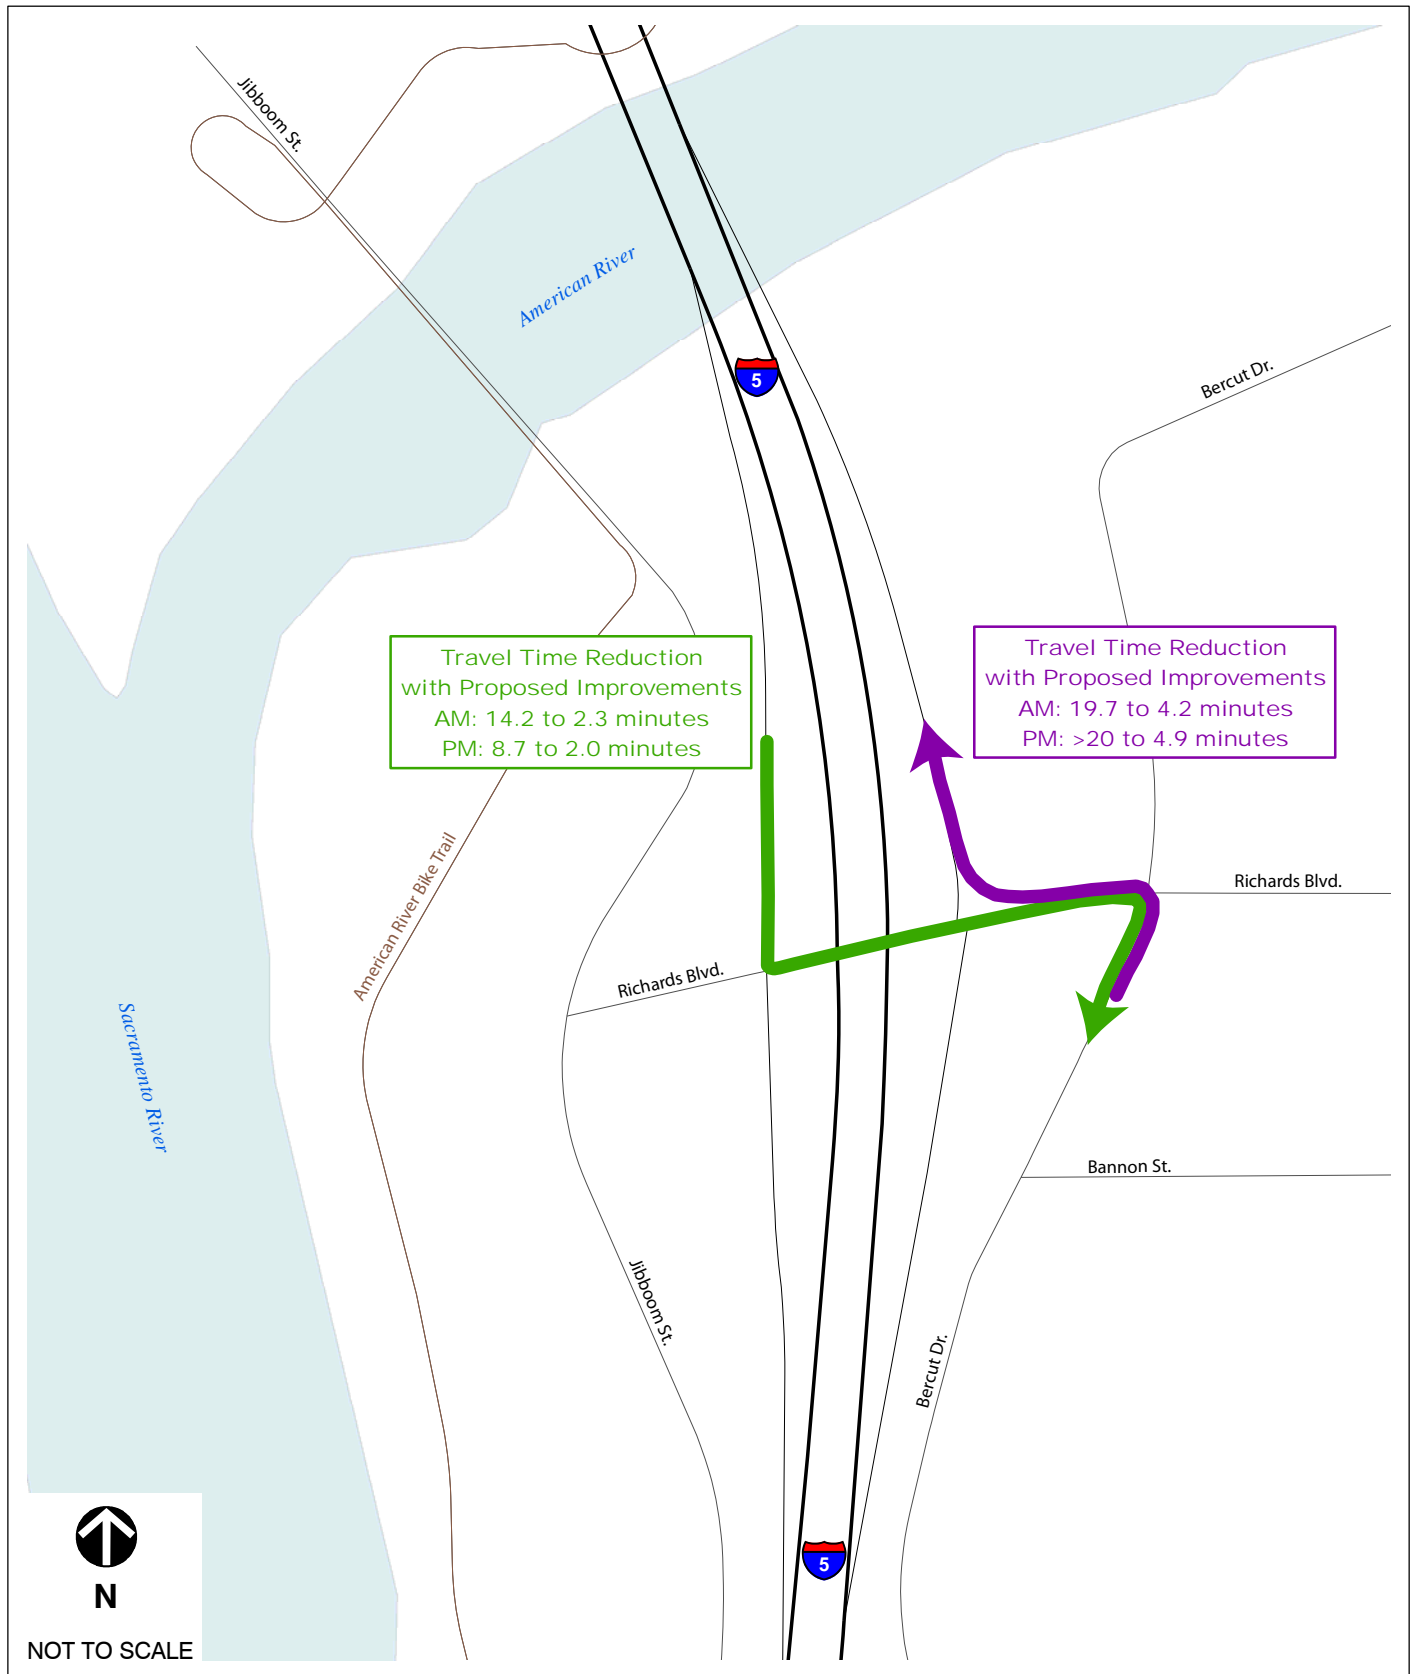 Jibboom St.
American River
5
Bercut Dr.
Travel Time Reduction
with Proposed Improvements
AM: 14.2 to 2.3 minutes
PM: 8.7 to 2.0 minutes
Travel Time Reduction
with Proposed Improvements
AM: 19.7 to 4.2 minutes
PM: >20 to 4.9 minutes
American River Bike Trail
Richards Blvd.
Richards Blvd.
Sacramento River
Bannon St.
Jibboom St.
Bercut Dr.
5
N
NOT TO SCALE